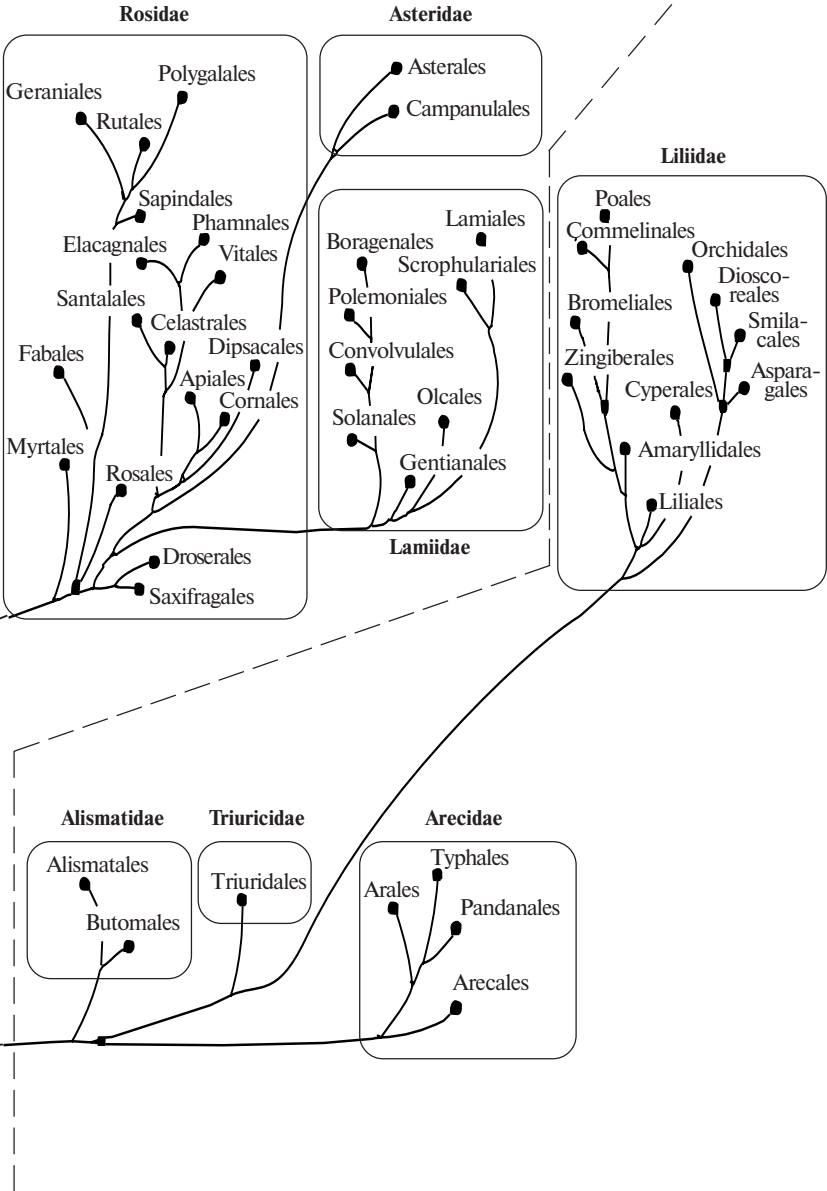 Rosidae
Geraniales
Polygalales
Rutales
Sapindales
Phamnales
Elacagnales
Vitales
Santalales
Celastrales
Fabales
Dipsacales
Apiales
Cornales
Myrtales
Rosales
Droserales
Saxifragales
Asteridae
Asterales
Campanulales
Lamiales
Boragenales
Scrophulariales
Polemoniales
Convolvulales
Olcales
Solanales
Gentianales
Lamiidae
Liliidae
Poales
Commelinales
Orchidales
Diosco-
reales
Bromeliales
Smila-
cales
Zingiberales
Aspara-
gales
Cyperales
Amaryllidales
Liliales
Alismatidae
Alismatales
Butomales
Triuricidae
Triuridales
Arecidae
Typhales
Arales
Pandanales
Arecales